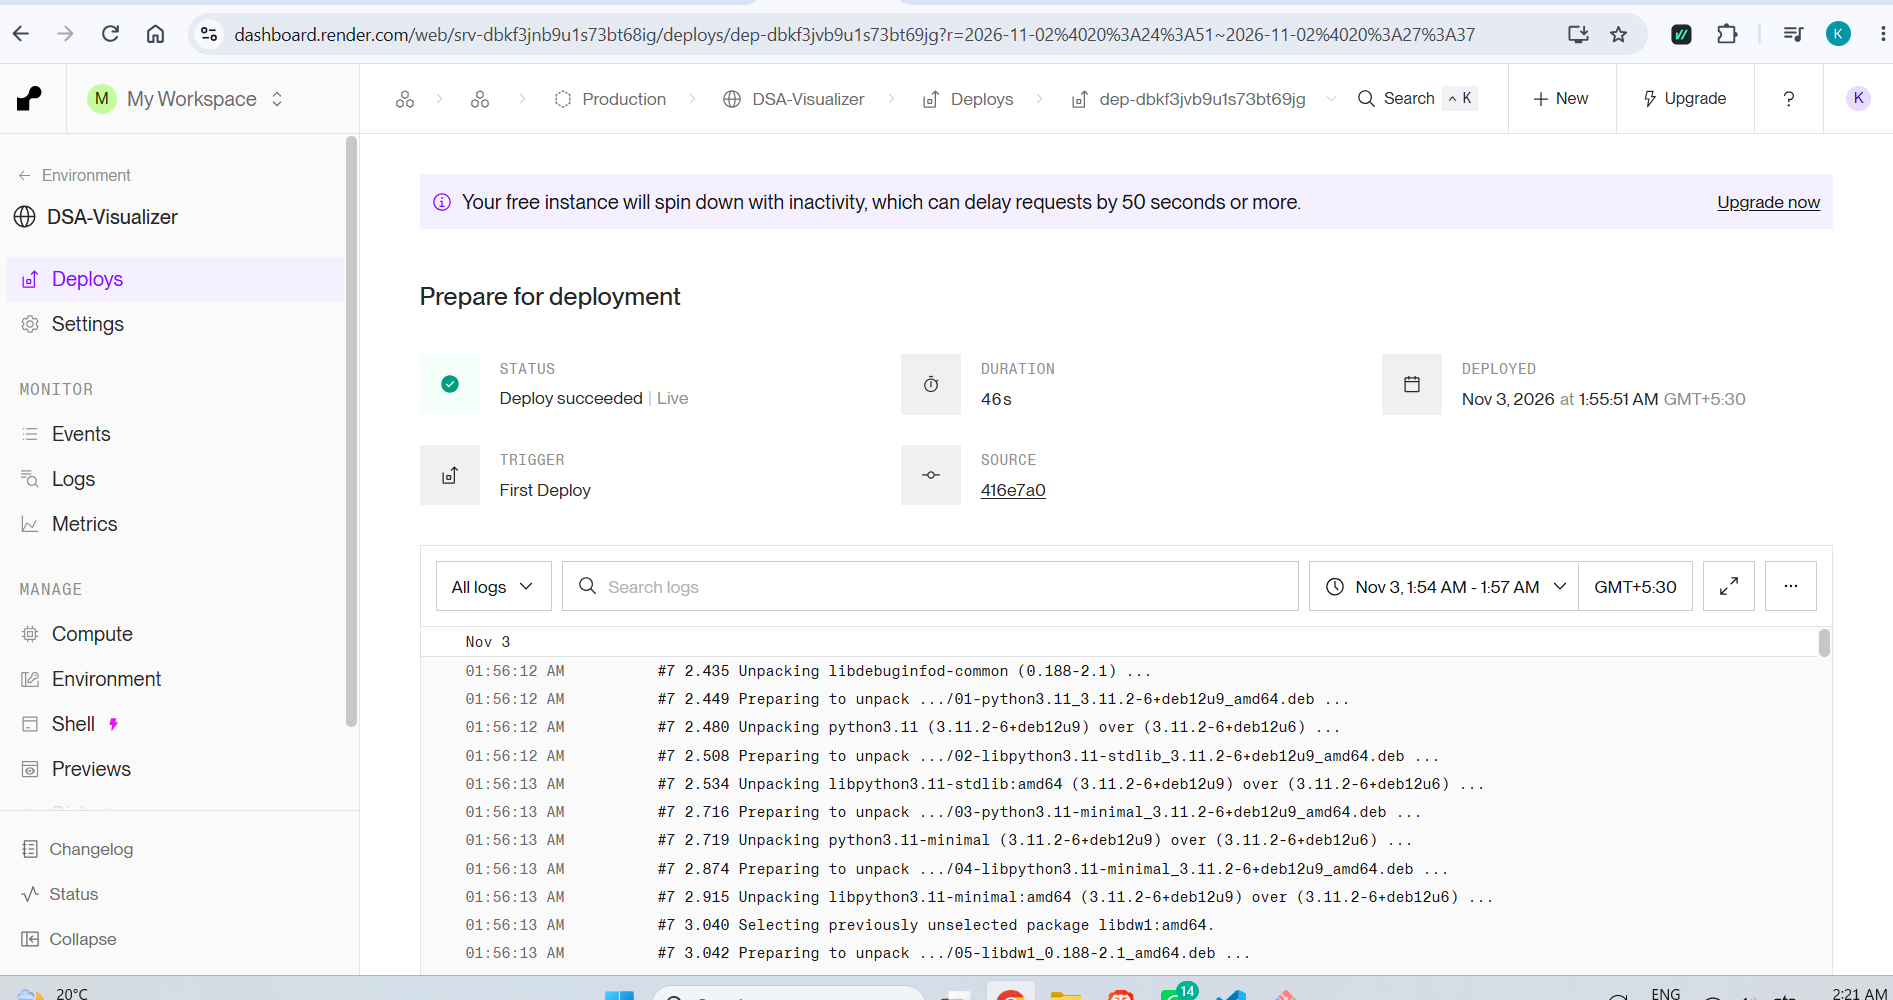 dashboard.render.com/web/srv-dbkf3jnb9u1s73bt68ig/deploys/dep-dbkf3jvb9u1s73bt69jg?r=2026-11-02%4020%3A24%3A51~2026-11-02%4020%3A27%3A37
K
M My Workspace
Production
DSA-Visualizer
Deploys
dep-dbkf3jvb9u1s73bt69jg
Search ^ K
+ New
Upgrade
?
K
Environment
DSA-Visualizer
Deploys
Settings
MONITOR
Events
Logs
Metrics
MANAGE
Compute
Environment
Shell
Previews
Changelog
Status
Collapse
Your free instance will spin down with inactivity, which can delay requests by 50 seconds or more.
Upgrade now
Prepare for deployment
STATUS
Deploy succeeded | Live
DURATION
46s
DEPLOYED
Nov 3, 2026 at 1:55:51 AM GMT+5:30
TRIGGER
First Deploy
SOURCE
416e7a0
All logs
Search logs
Nov 3, 1:54 AM - 1:57 AM
GMT+5:30
...
Nov 3
01:56:12 AM #7 2.435 Unpacking libdebuginfod-common (0.188-2.1) ...
01:56:12 AM #7 2.449 Preparing to unpack .../01-python3.11_3.11.2-6+deb12u9_amd64.deb ...
01:56:12 AM #7 2.480 Unpacking python3.11 (3.11.2-6+deb12u9) over (3.11.2-6+deb12u6) ...
01:56:12 AM #7 2.508 Preparing to unpack .../02-libpython3.11-stdlib_3.11.2-6+deb12u9_amd64.deb ...
01:56:13 AM #7 2.534 Unpacking libpython3.11-stdlib:amd64 (3.11.2-6+deb12u9) over (3.11.2-6+deb12u6) ...
01:56:13 AM #7 2.716 Preparing to unpack .../03-python3.11-minimal_3.11.2-6+deb12u9_amd64.deb ...
01:56:13 AM #7 2.719 Unpacking python3.11-minimal (3.11.2-6+deb12u9) over (3.11.2-6+deb12u6) ...
01:56:13 AM #7 2.874 Preparing to unpack .../04-libpython3.11-minimal_3.11.2-6+deb12u9_amd64.deb ...
01:56:13 AM #7 2.915 Unpacking libpython3.11-minimal:amd64 (3.11.2-6+deb12u9) over (3.11.2-6+deb12u6) ...
01:56:13 AM #7 3.040 Selecting previously unselected package libdw1:amd64.
01:56:13 AM #7 3.042 Preparing to unpack .../05-libdw1_0.188-2.1_amd64.deb ...
20°C
14
ENG
2:21 AM